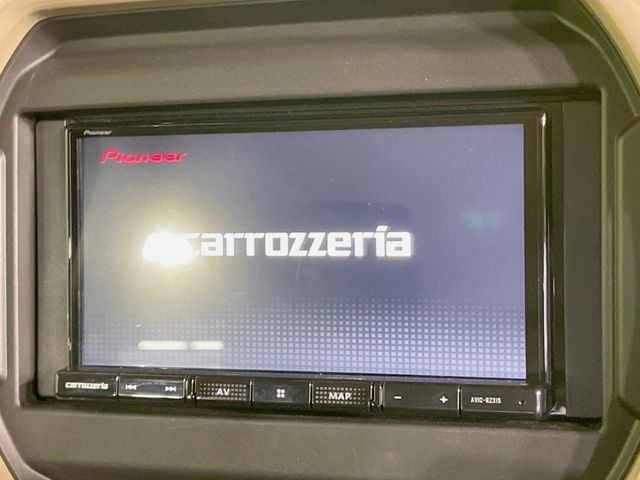 Pioneer
Pioneer
carrozzeria
carrozzeria
AV
MAP
- +
AVIC-RZ315